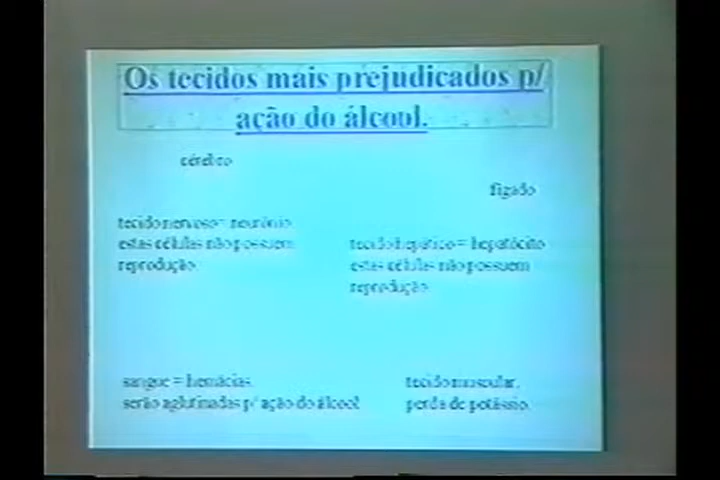 Os tecidos mais prejudicados p/
ação do álcool.
cérebro
fígado
tecido nervoso = neurônio
estas células não possuem
reprodução.
tecido hepático = hepatócito
estas células não possuem
reprodução.
sangue = hemácias.
serão aglutinadas p/ ação do álcool
tecido muscular.
perda de potássio.